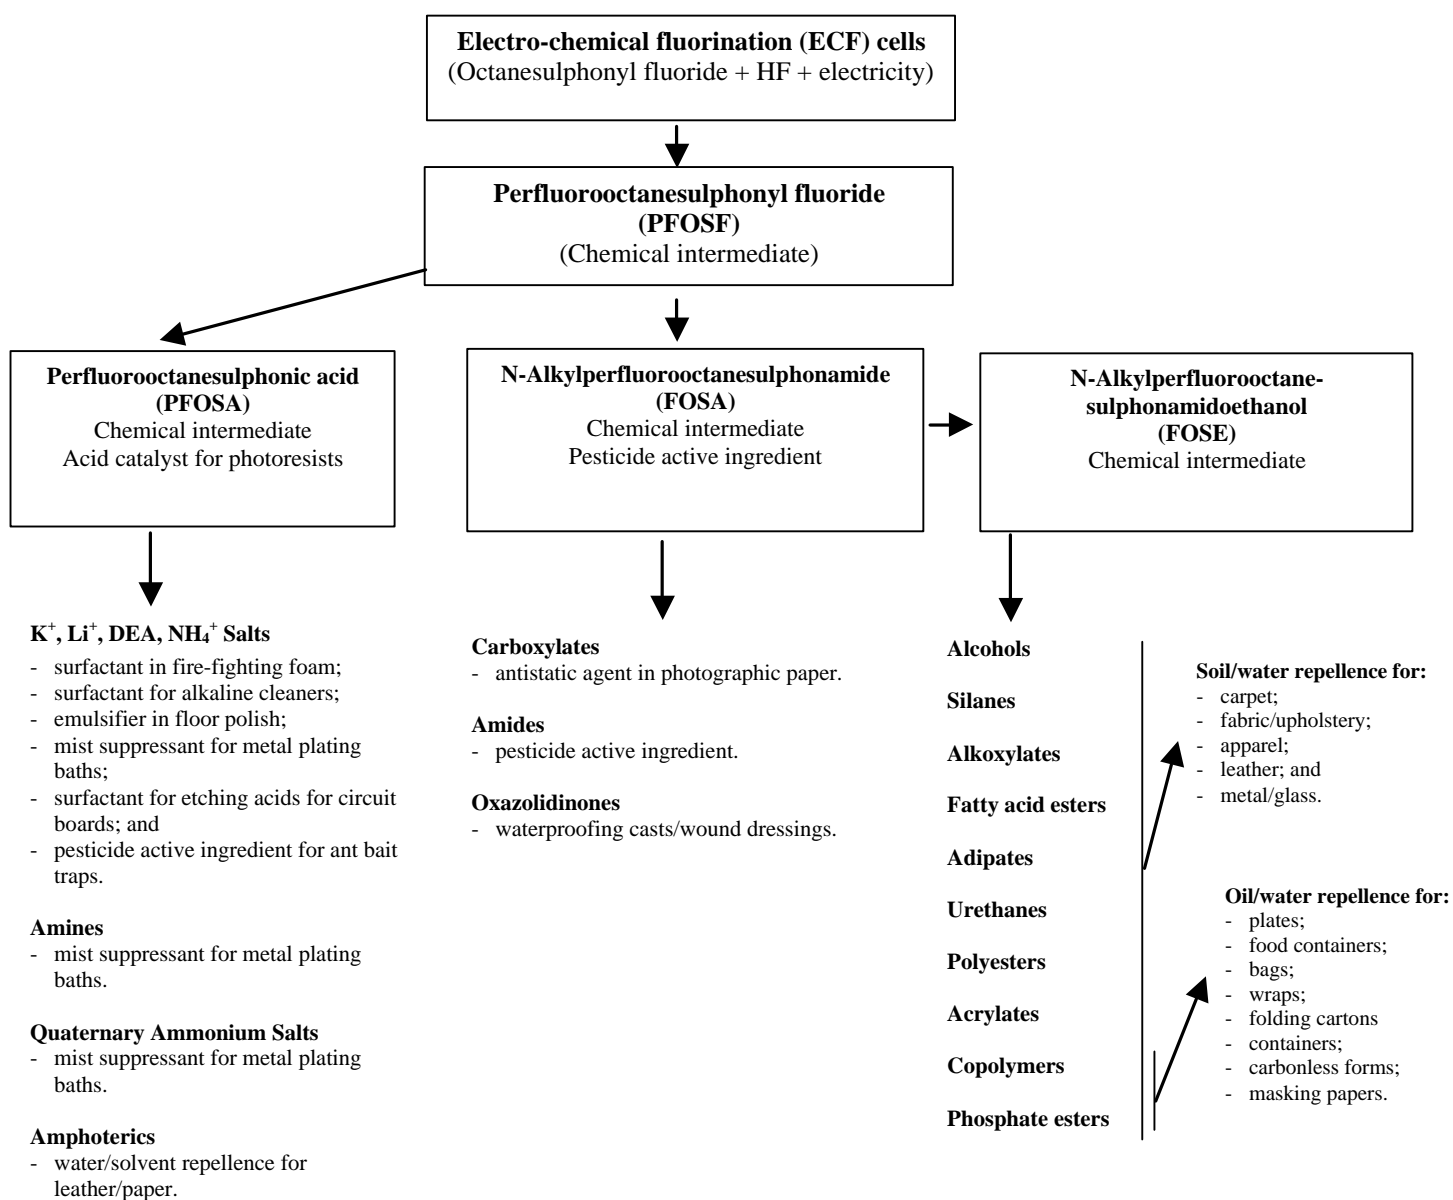 Electro-chemical fluorination (ECF) cells
(Octanesulphonyl fluoride + HF + electricity)
Perfluorooctanesulphonyl fluoride
(PFOSF)
(Chemical intermediate)
Perfluorooctanesulphonic acid
(PFOSA)
Chemical intermediate
Acid catalyst for photoresists
N-Alkylperfluorooctanesulphonamide
(FOSA)
Chemical intermediate
Pesticide active ingredient
N-Alkylperfluorooctane-
sulphonamidoethanol
(FOSE)
Chemical intermediate
K⁺, Li⁺, DEA, NH₄⁺ Salts
- surfactant in fire-fighting foam;
- surfactant for alkaline cleaners;
- emulsifier in floor polish;
- mist suppressant for metal plating
baths;
- surfactant for etching acids for circuit
boards; and
- pesticide active ingredient for ant bait
traps.
Amines
- mist suppressant for metal plating
baths.
Quaternary Ammonium Salts
- mist suppressant for metal plating
baths.
Amphoterics
- water/solvent repellence for
leather/paper.
Carboxylates
- antistatic agent in photographic paper.
Amides
- pesticide active ingredient.
Oxazolidinones
- waterproofing casts/wound dressings.
Alcohols
Silanes
Alkoxylates
Fatty acid esters
Adipates
Urethanes
Polyesters
Acrylates
Copolymers
Phosphate esters
Soil/water repellence for:
- carpet;
- fabric/upholstery;
- apparel;
- leather; and
- metal/glass.
Oil/water repellence for:
- plates;
- food containers;
- bags;
- wraps;
- folding cartons
- containers;
- carbonless forms;
- masking papers.